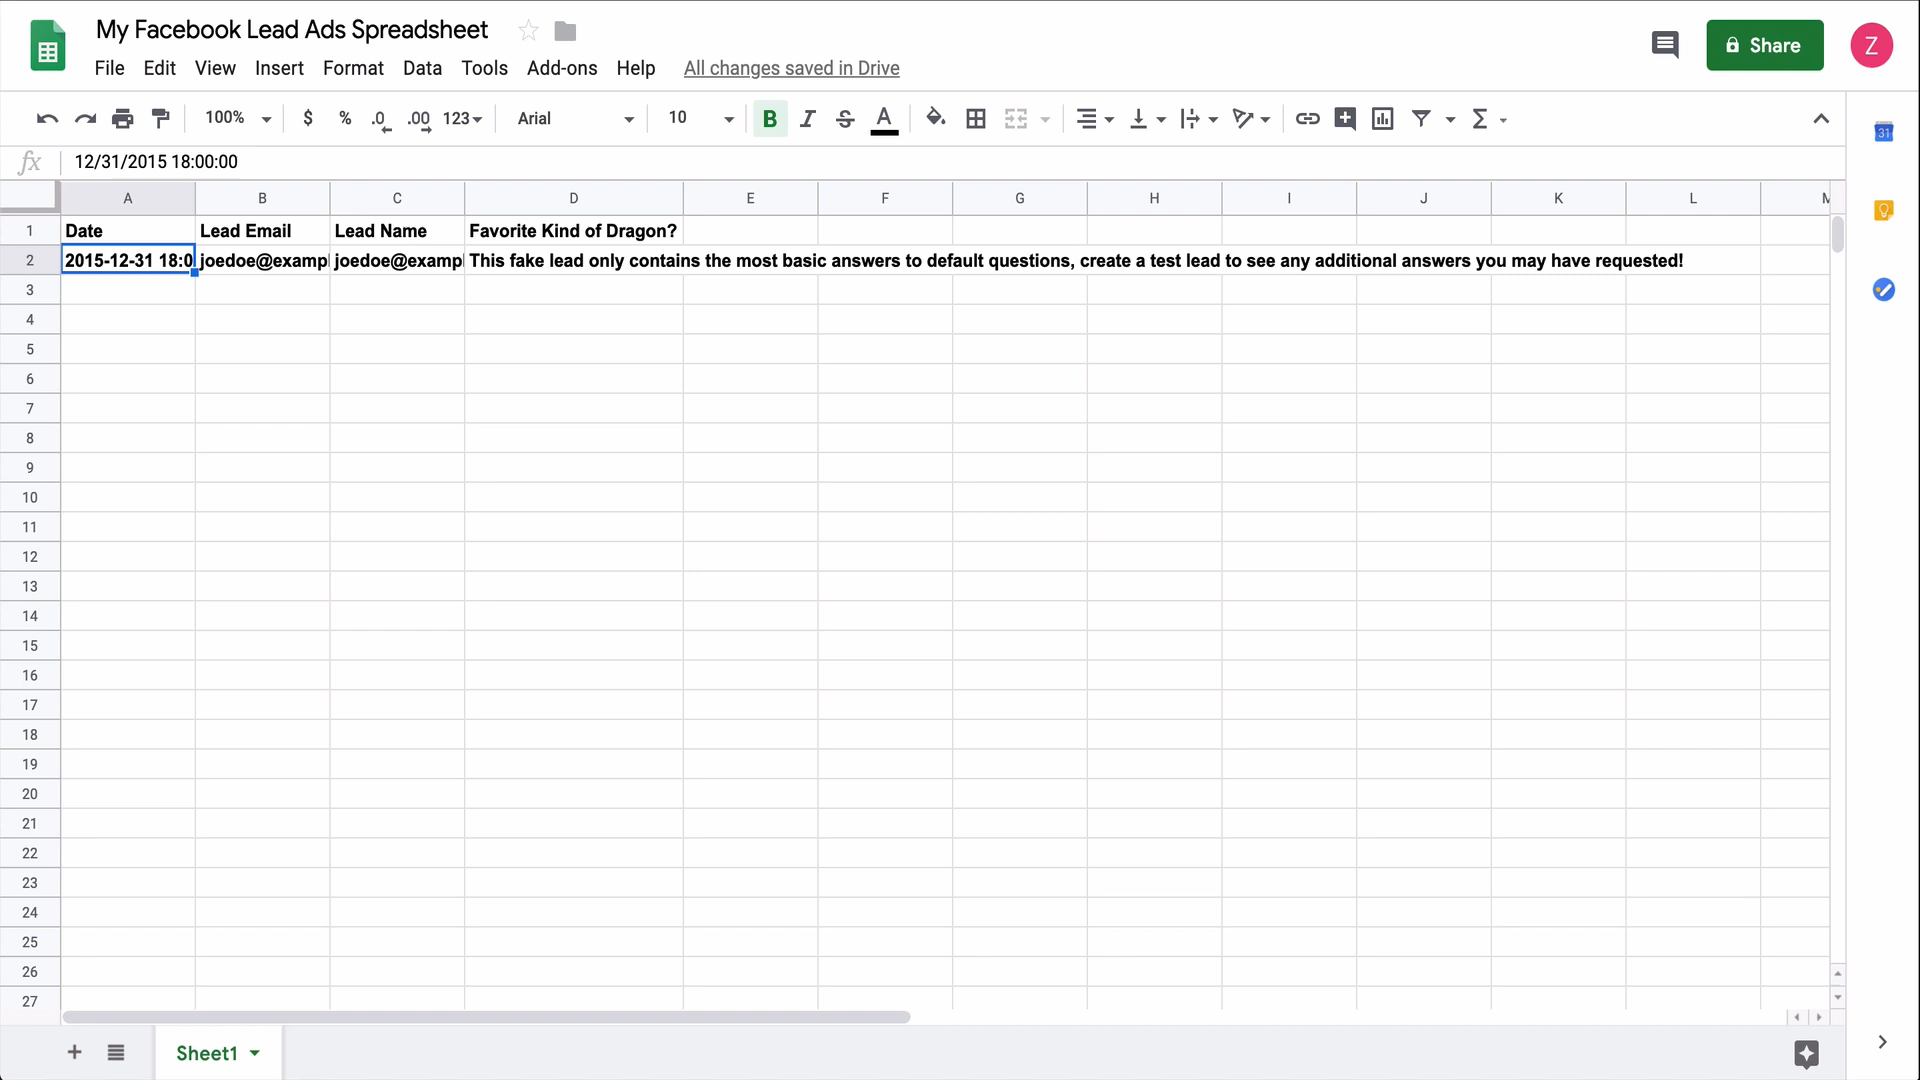 My Facebook Lead Ads Spreadsheet
File Edit View Insert Format Data Tools Add-ons Help All changes saved in Drive
Share
Z
100% $ % .0 .00 123 Arial 10 B I S A Σ
31
fx 12/31/2015 18:00:00
A B C D E F G H I J K L M
1 Date Lead Email Lead Name Favorite Kind of Dragon?
2 2015-12-31 18:0 joedoe@exampl joedoe@exampl This fake lead only contains the most basic answers to default questions, create a test lead to see any additional answers you may have requested!
3
4
5
6
7
8
9
10
11
12
13
14
15
16
17
18
19
20
21
22
23
24
25
26
27
Sheet1